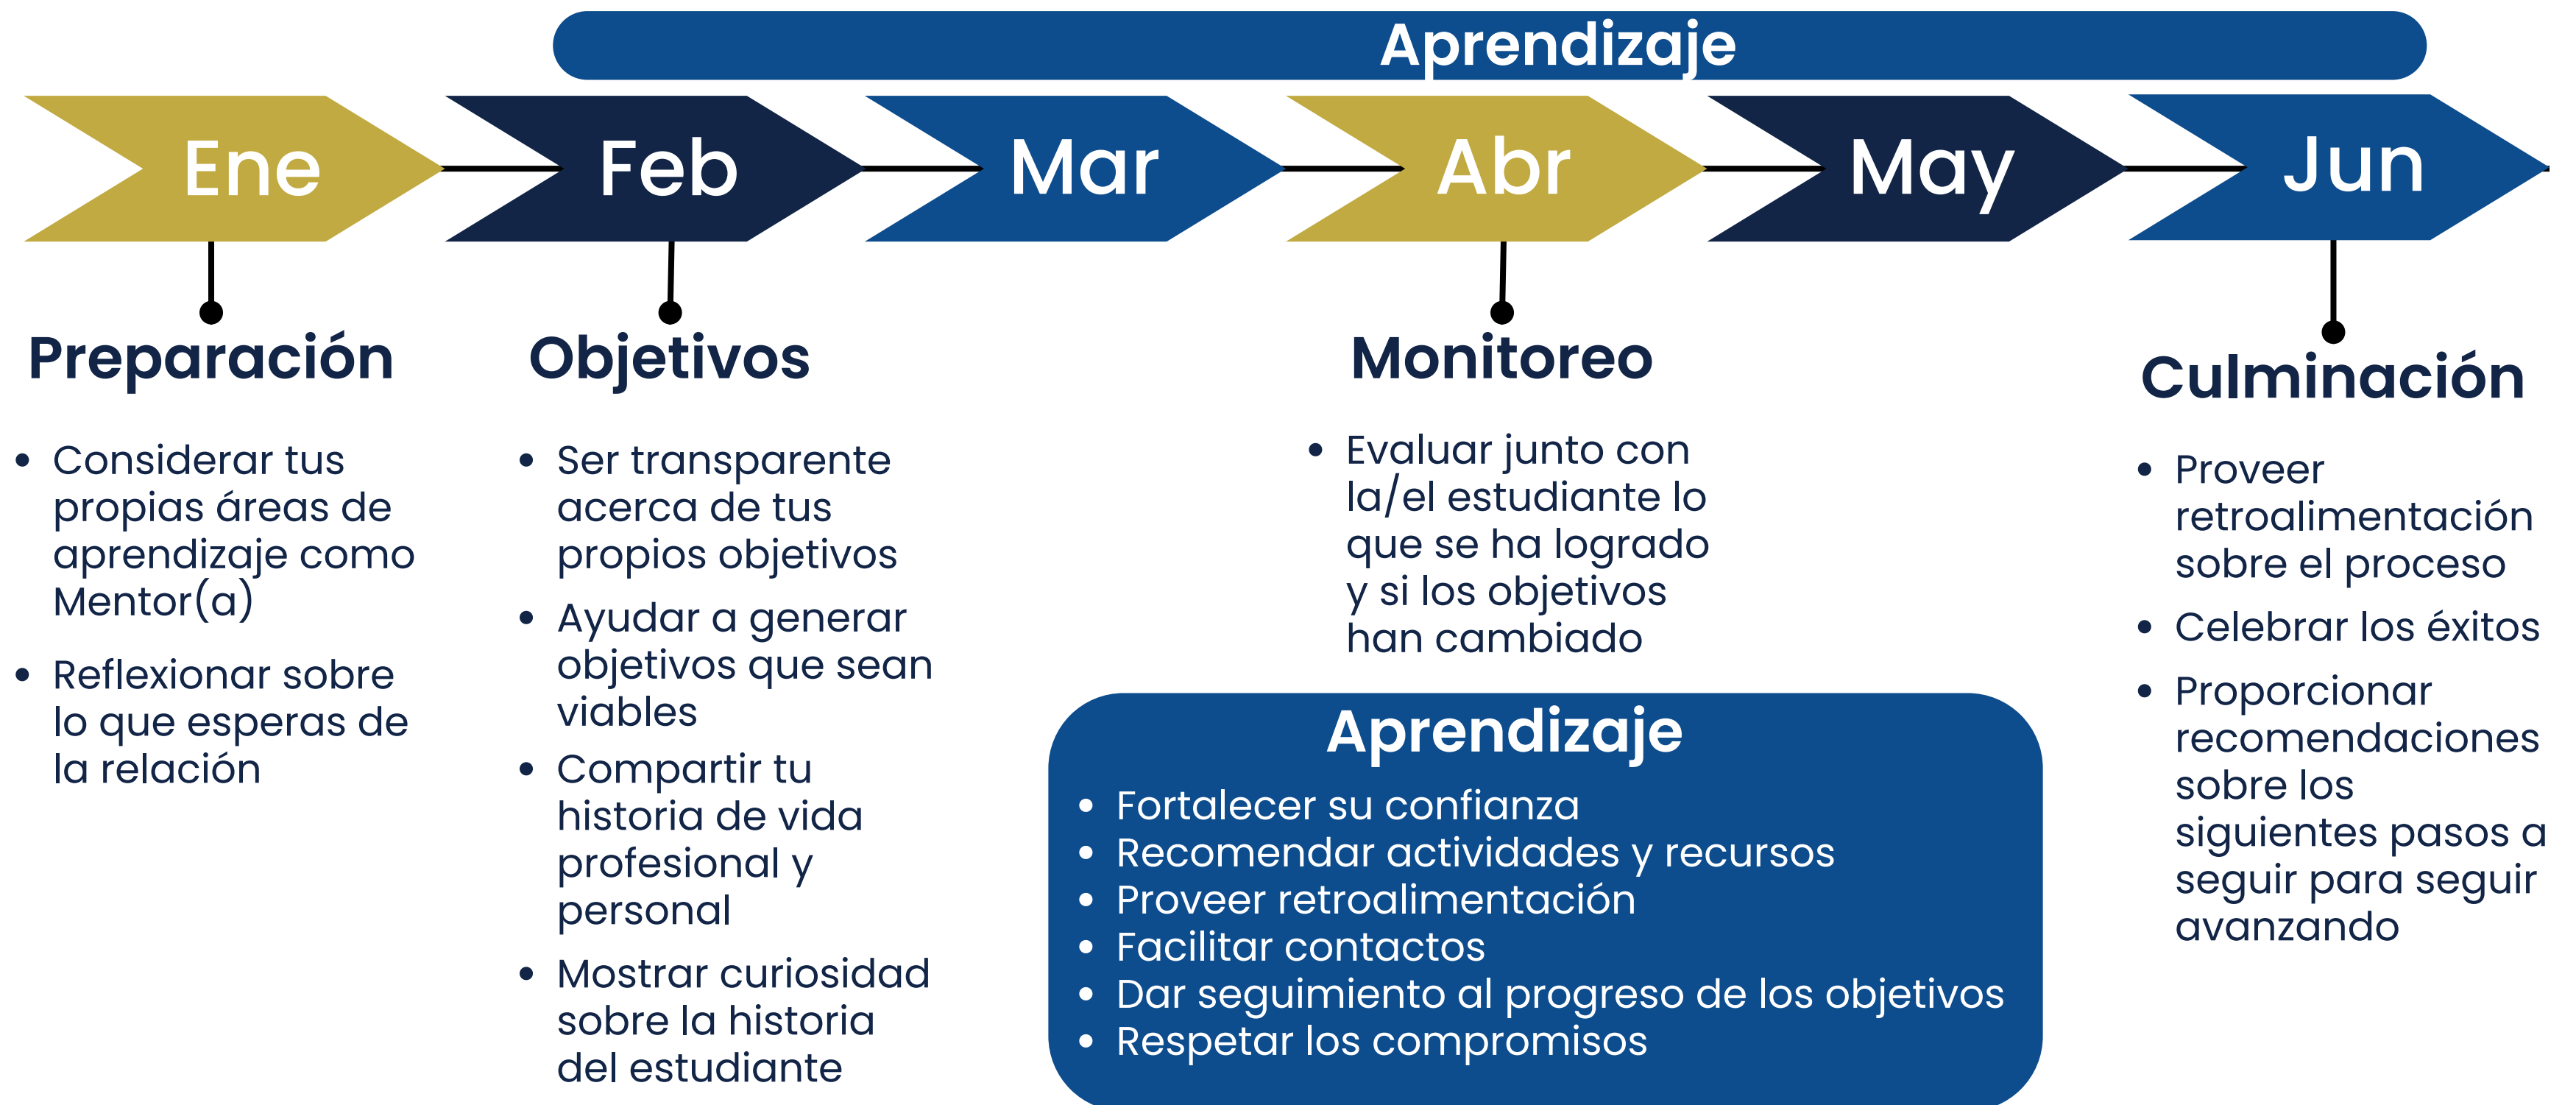 Aprendizaje
Ene
Feb
Mar
Abr
May
Jun
Preparación
• Considerar tus
propias áreas de
aprendizaje como
Mentor(a)
• Reflexionar sobre
lo que esperas de
la relación
Objetivos
• Ser transparente
acerca de tus
propios objetivos
• Ayudar a generar
objetivos que sean
viables
• Compartir tu
historia de vida
profesional y
personal
• Mostrar curiosidad
sobre la historia
del estudiante
Monitoreo
• Evaluar junto con
la/el estudiante lo
que se ha logrado
y si los objetivos
han cambiado
Aprendizaje
• Fortalecer su confianza
• Recomendar actividades y recursos
• Proveer retroalimentación
• Facilitar contactos
• Dar seguimiento al progreso de los objetivos
• Respetar los compromisos
Culminación
• Proveer
retroalimentación
sobre el proceso
• Celebrar los éxitos
• Proporcionar
recomendaciones
sobre los
siguientes pasos a
seguir para seguir
avanzando